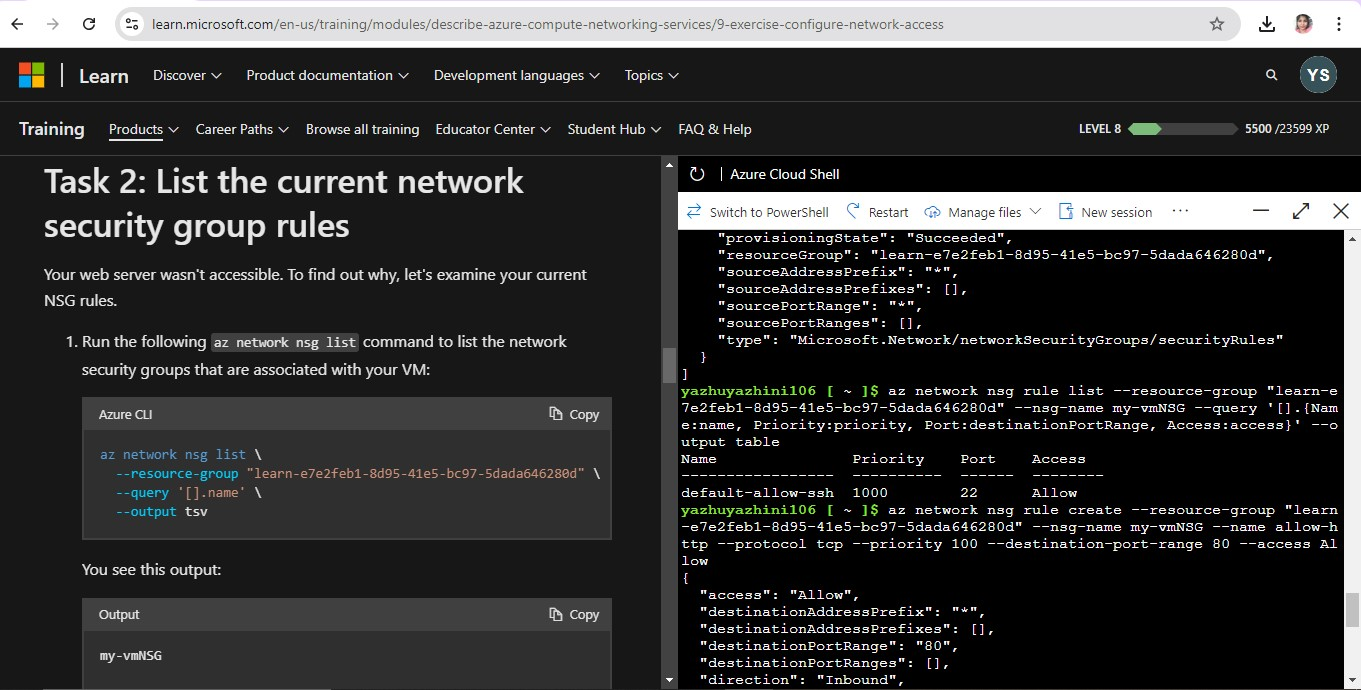 learn.microsoft.com/en-us/training/modules/describe-azure-compute-networking-services/9-exercise-configure-network-access
Learn Discover Product documentation Development languages Topics YS
Training Products Career Paths Browse all training Educator Center Student Hub FAQ & Help LEVEL 8 5500 /23599 XP
Task 2: List the current network
security group rules
Your web server wasn't accessible. To find out why, let's examine your current
NSG rules.
1. Run the following az network nsg list command to list the network
security groups that are associated with your VM:
Azure CLI Copy
az network nsg list \
--resource-group "learn-e7e2feb1-8d95-41e5-bc97-5dada646280d" \
--query '[].name' \
--output tsv
You see this output:
Output Copy
my-vmNSG
Azure Cloud Shell
Switch to PowerShell Restart Manage files New session ...
"provisioningState": "Succeeded",
"resourceGroup": "learn-e7e2feb1-8d95-41e5-bc97-5dada646280d",
"sourceAddressPrefix": "*",
"sourceAddressPrefixes": [],
"sourcePortRange": "*",
"sourcePortRanges": [],
"type": "Microsoft.Network/networkSecurityGroups/securityRules"
}
]
yazhuyazhini106 [ ~ ]$ az network nsg rule list --resource-group "learn-e
7e2feb1-8d95-41e5-bc97-5dada646280d" --nsg-name my-vmNSG --query '[].{Nam
e:name, Priority:priority, Port:destinationPortRange, Access:access}' --o
utput table
Name Priority Port Access
----------------- ---------- ------ --------
default-allow-ssh 1000 22 Allow
yazhuyazhini106 [ ~ ]$ az network nsg rule create --resource-group "learn
-e7e2feb1-8d95-41e5-bc97-5dada646280d" --nsg-name my-vmNSG --name allow-h
ttp --protocol tcp --priority 100 --destination-port-range 80 --access Al
low
{
"access": "Allow",
"destinationAddressPrefix": "*",
"destinationAddressPrefixes": [],
"destinationPortRange": "80",
"destinationPortRanges": [],
"direction": "Inbound",